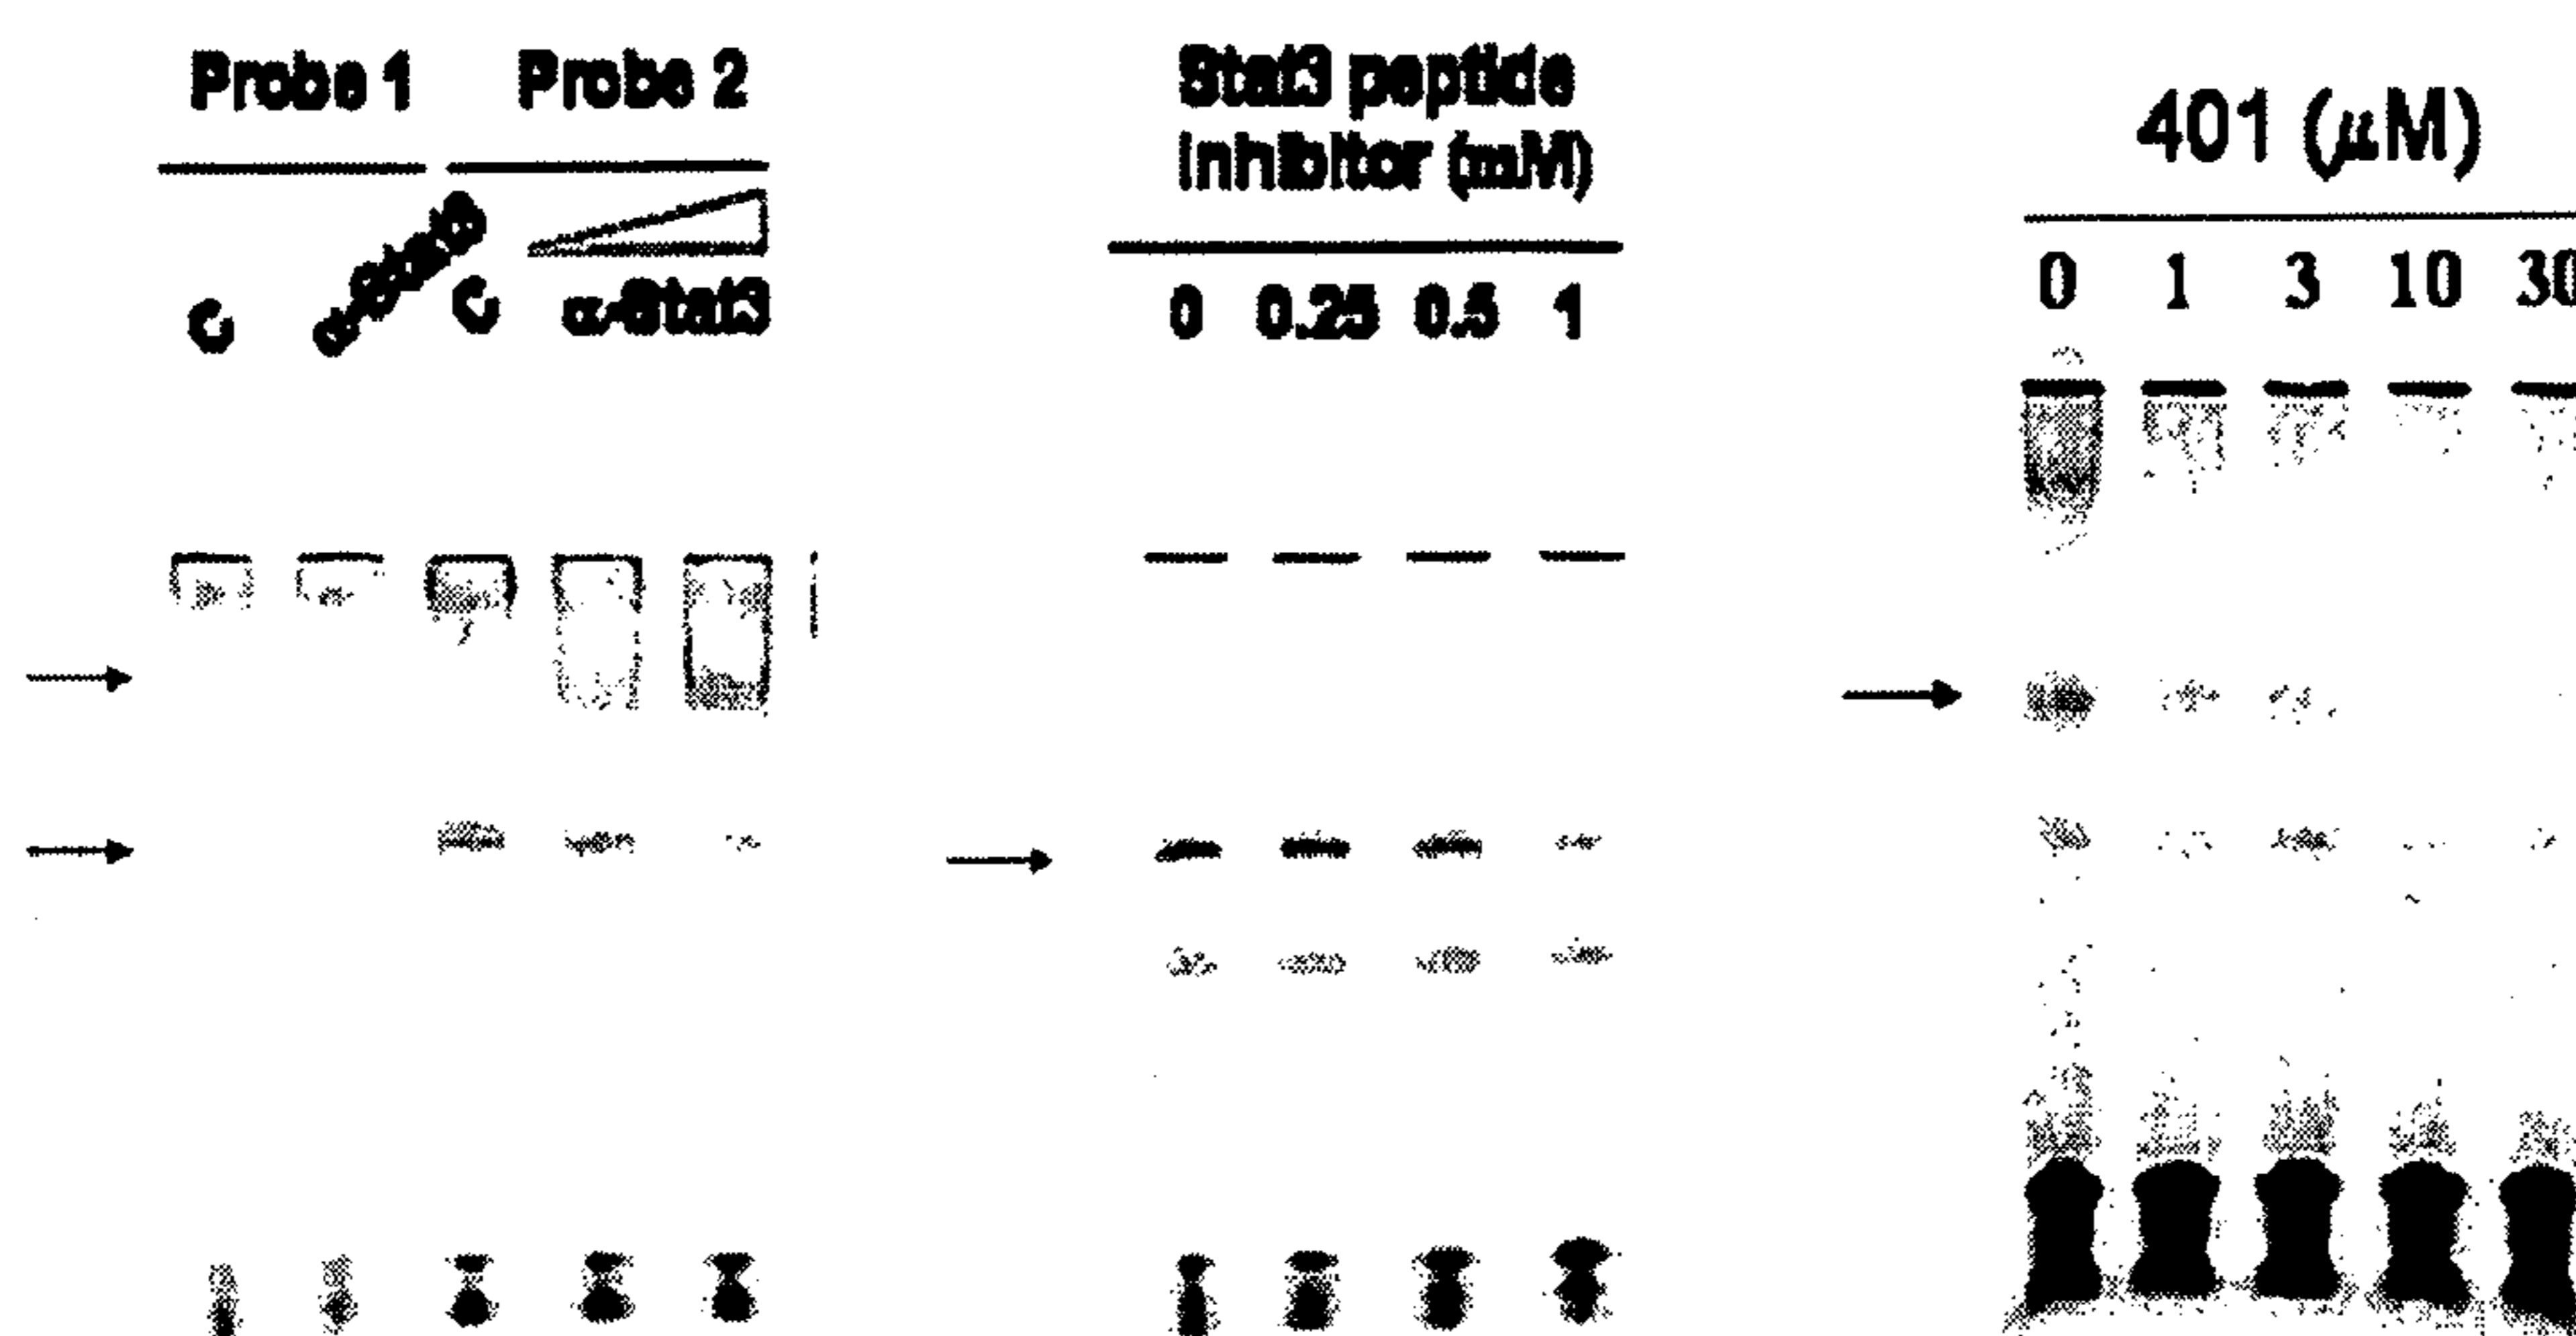 Probe 1
Probe 2
C
α-Stat3
C
α-Stat3
Stat3 peptide
inhibitor (mM)
0 0.25 0.5 1
401 (μM)
0 1 3 10 30